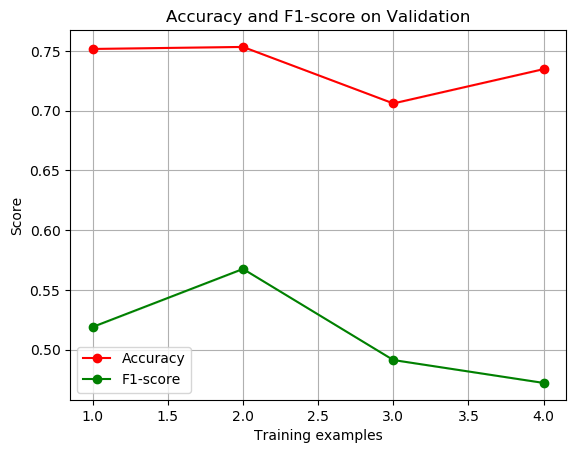 Accuracy and F1-score on Validation
Score
0.75
0.70
0.65
0.60
0.55
0.50
Accuracy
F1-score
1.0 1.5 2.0 2.5 3.0 3.5 4.0
Training examples